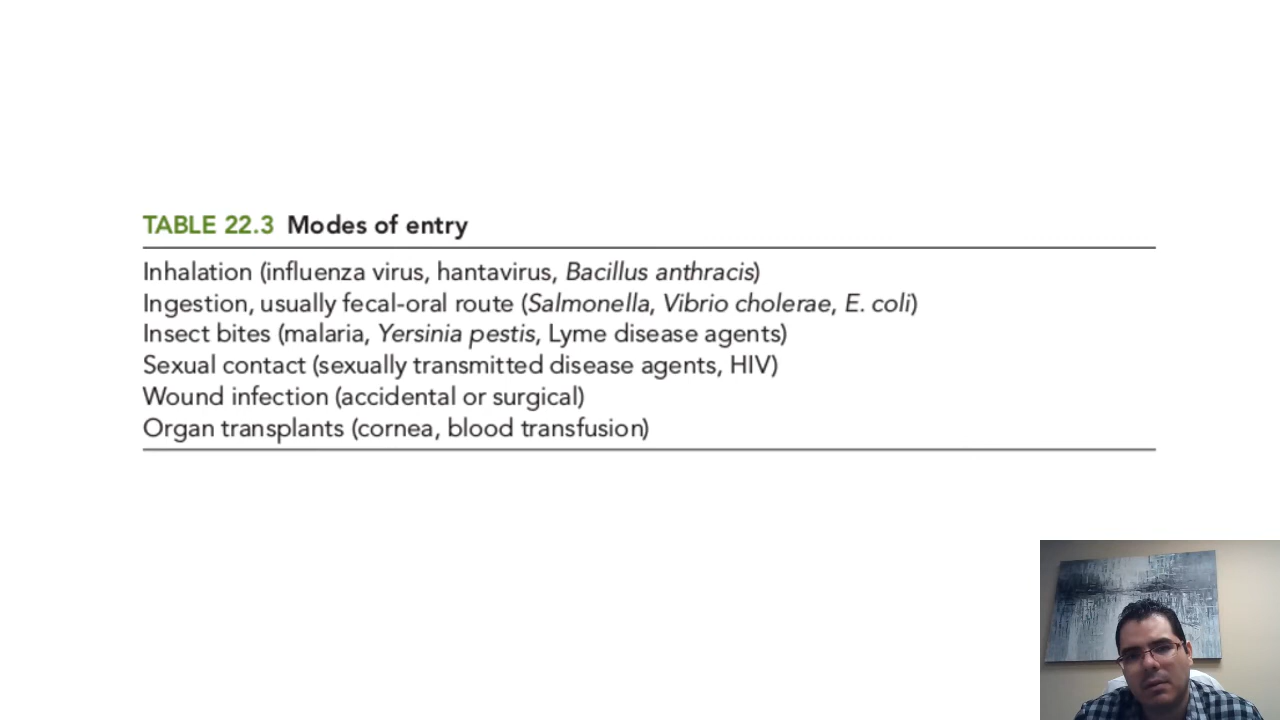 TABLE 22.3 Modes of entry
Inhalation (influenza virus, hantavirus, Bacillus anthracis)
Ingestion, usually fecal-oral route (Salmonella, Vibrio cholerae, E. coli)
Insect bites (malaria, Yersinia pestis, Lyme disease agents)
Sexual contact (sexually transmitted disease agents, HIV)
Wound infection (accidental or surgical)
Organ transplants (cornea, blood transfusion)